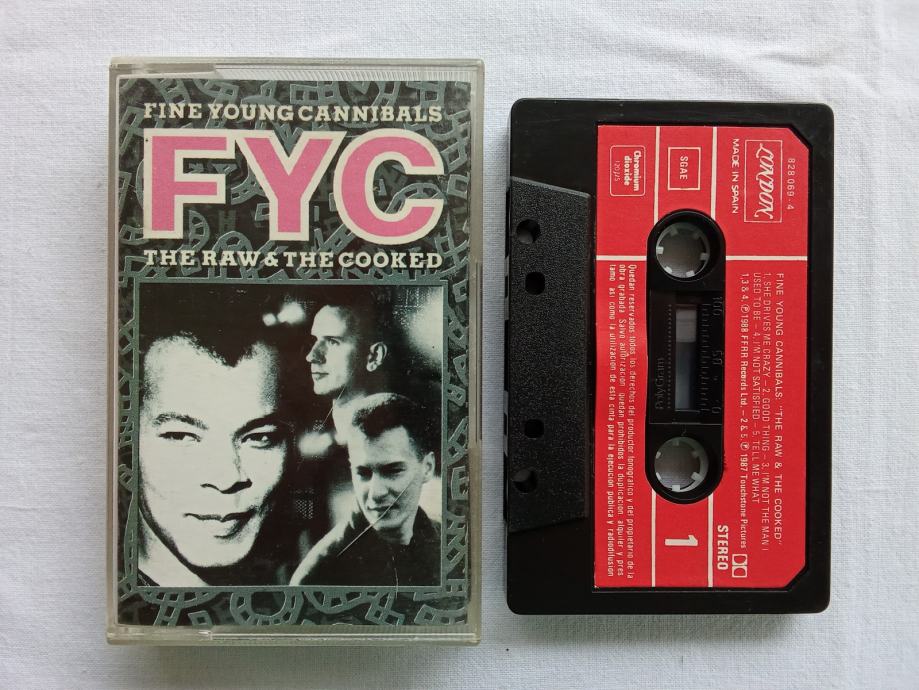 FINE YOUNG CANNIBALS
FYC
THE RAW & THE COOKED
828 069 - 4
LONDON
MADE IN SPAIN
SGAE
Chromium
dioxide
120 µS
FINE YOUNG CANNIBALS: "THE RAW & THE COOKED"
1. SHE DRIVES ME CRAZY – 2. GOOD THING – 3. I'M NOT THE MAN I
USED TO BE – 4. I'M NOT SATISFIED – 5. TELL ME WHAT
1,3 & 4: ℗ 1988 FFRR Records Ltd – 2 & 5: ℗ 1987 Touchstone Pictures
STEREO
1
100 50 0
Quedan reservados todos los derechos del productor fonográfico y del propietario de la
obra grabada. Salvo autorización quedan prohibidos la duplicación, alquiler y prés
tamo así como la utilización de esta cinta para la ejecución pública y radiodifusión